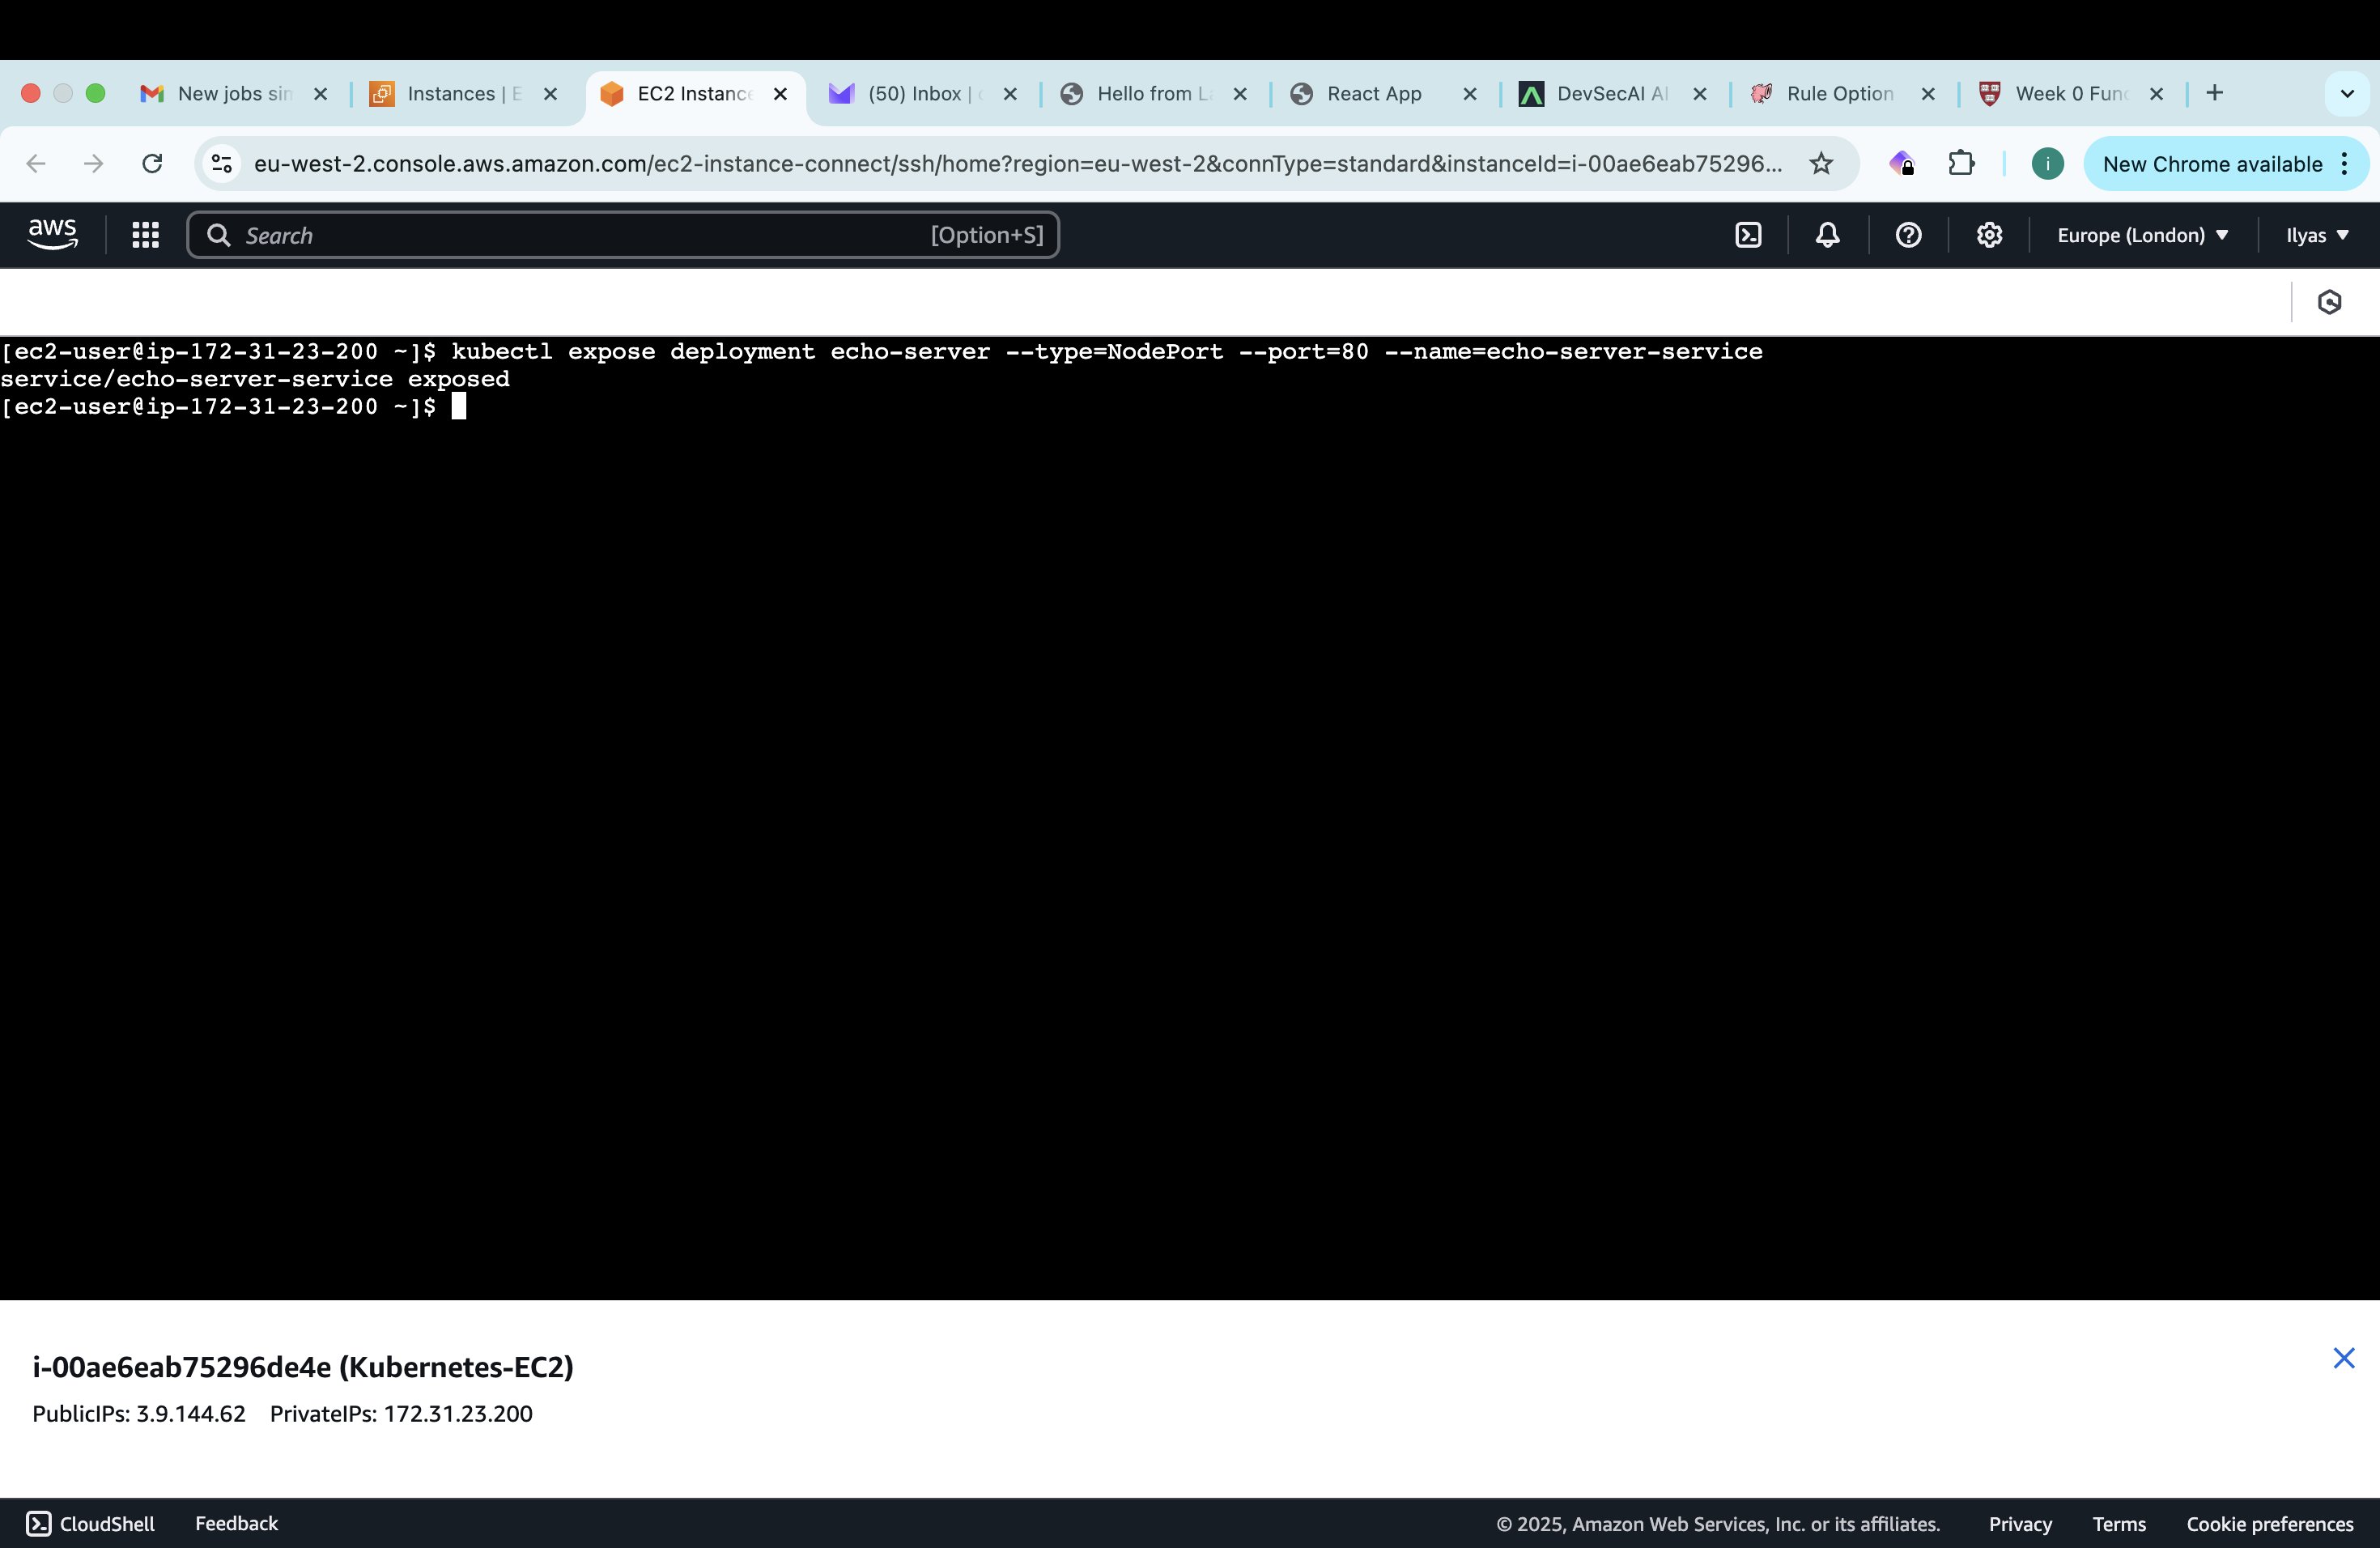 New jobs sin
Instances | E
EC2 Instance
(50) Inbox |
Hello from La
React App
DevSecAI AI
Rule Option
Week 0 Func
eu-west-2.console.aws.amazon.com/ec2-instance-connect/ssh/home?region=eu-west-2&connType=standard&instanceId=i-00ae6eab75296...
i
New Chrome available
aws
Search
[Option+S]
Europe (London)
Ilyas
[ec2-user@ip-172-31-23-200 ~]$ kubectl expose deployment echo-server --type=NodePort --port=80 --name=echo-server-service
service/echo-server-service exposed
[ec2-user@ip-172-31-23-200 ~]$
i-00ae6eab75296de4e (Kubernetes-EC2)
PublicIPs: 3.9.144.62 PrivateIPs: 172.31.23.200
CloudShell
Feedback
© 2025, Amazon Web Services, Inc. or its affiliates.
Privacy
Terms
Cookie preferences